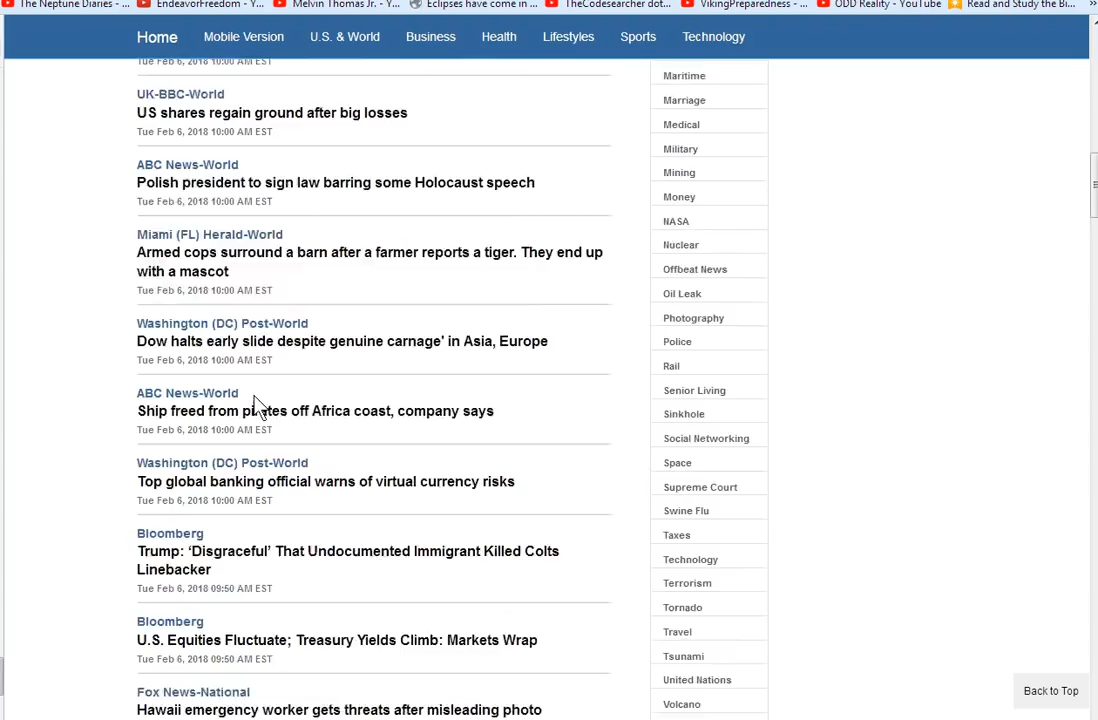 The Neptune Diaries - ... EndeavorFreedom - Y... Melvin Thomas Jr. - Y... Eclipses have come in ... TheCodesearcher dot... VikingPreparedness - ... ODD Reality - YouTube Read and Study the Bi... »
Home Mobile Version U.S. & World Business Health Lifestyles Sports Technology
Tue Feb 6, 2018 10:00 AM EST
UK-BBC-World
US shares regain ground after big losses
Tue Feb 6, 2018 10:00 AM EST
ABC News-World
Polish president to sign law barring some Holocaust speech
Tue Feb 6, 2018 10:00 AM EST
Miami (FL) Herald-World
Armed cops surround a barn after a farmer reports a tiger. They end up
with a mascot
Tue Feb 6, 2018 10:00 AM EST
Washington (DC) Post-World
Dow halts early slide despite genuine carnage' in Asia, Europe
Tue Feb 6, 2018 10:00 AM EST
ABC News-World
Ship freed from pirates off Africa coast, company says
Tue Feb 6, 2018 10:00 AM EST
Washington (DC) Post-World
Top global banking official warns of virtual currency risks
Tue Feb 6, 2018 10:00 AM EST
Bloomberg
Trump: ‘Disgraceful’ That Undocumented Immigrant Killed Colts
Linebacker
Tue Feb 6, 2018 09:50 AM EST
Bloomberg
U.S. Equities Fluctuate; Treasury Yields Climb: Markets Wrap
Tue Feb 6, 2018 09:50 AM EST
Fox News-National
Hawaii emergency worker gets threats after misleading photo
Maritime
Marriage
Medical
Military
Mining
Money
NASA
Nuclear
Offbeat News
Oil Leak
Photography
Police
Rail
Senior Living
Sinkhole
Social Networking
Space
Supreme Court
Swine Flu
Taxes
Technology
Terrorism
Tornado
Travel
Tsunami
United Nations
Volcano
Back to Top